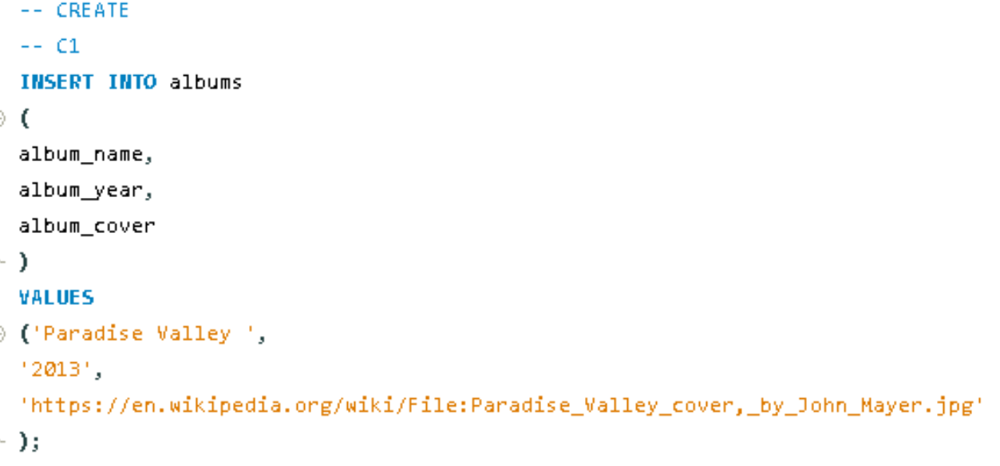 -- CREATE
-- C1
INSERT INTO albums
(
album_name,
album_year,
album_cover
)
VALUES
('Paradise Valley ',
'2013',
'https://en.wikipedia.org/wiki/File:Paradise_Valley_cover,_by_John_Mayer.jpg'
);